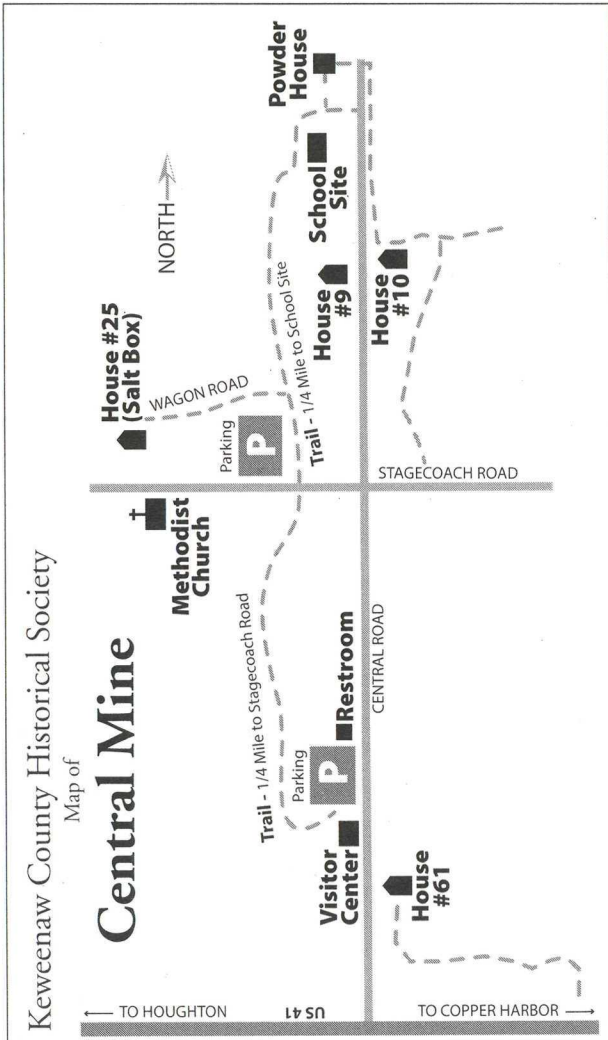 Keweenaw County Historical Society
Map of
Central Mine
← TO HOUGHTON
US 41
TO COPPER HARBOR →
Visitor
Center
House
#61
Parking
P
Restroom
Trail - 1/4 Mile to Stagecoach Road
CENTRAL ROAD
Methodist
Church
STAGECOACH ROAD
House #25
(Salt Box)
WAGON ROAD
Parking
P
Trail - 1/4 Mile to School Site
NORTH
House
#9
House
#10
School
Site
Powder
House